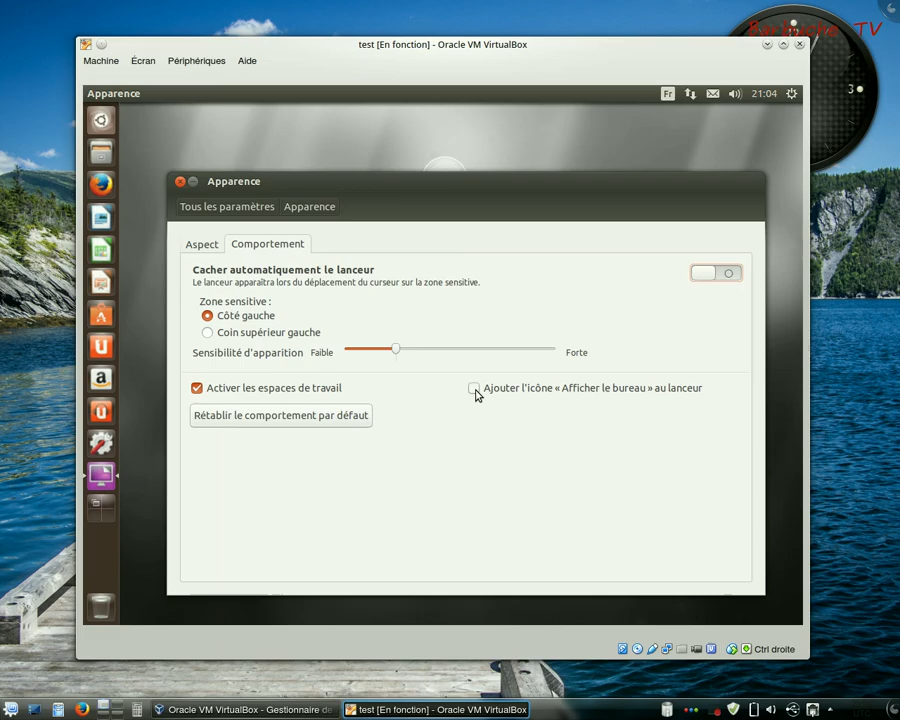 TV
test [En fonction] - Oracle VM VirtualBox
Machine Écran Périphériques Aide
Apparence Fr 21:04
3
Apparence
Tous les paramètres Apparence
Aspect Comportement
Cacher automatiquement le lanceur
Le lanceur apparaîtra lors du déplacement du curseur sur la zone sensitive.
Zone sensitive :
Côté gauche
Coin supérieur gauche
Sensibilité d'apparition Faible Forte
Activer les espaces de travail Ajouter l'icône « Afficher le bureau » au lanceur
Rétablir le comportement par défaut
Ctrl droite
Oracle VM VirtualBox - Gestionnaire de test [En fonction] - Oracle VM VirtualBox